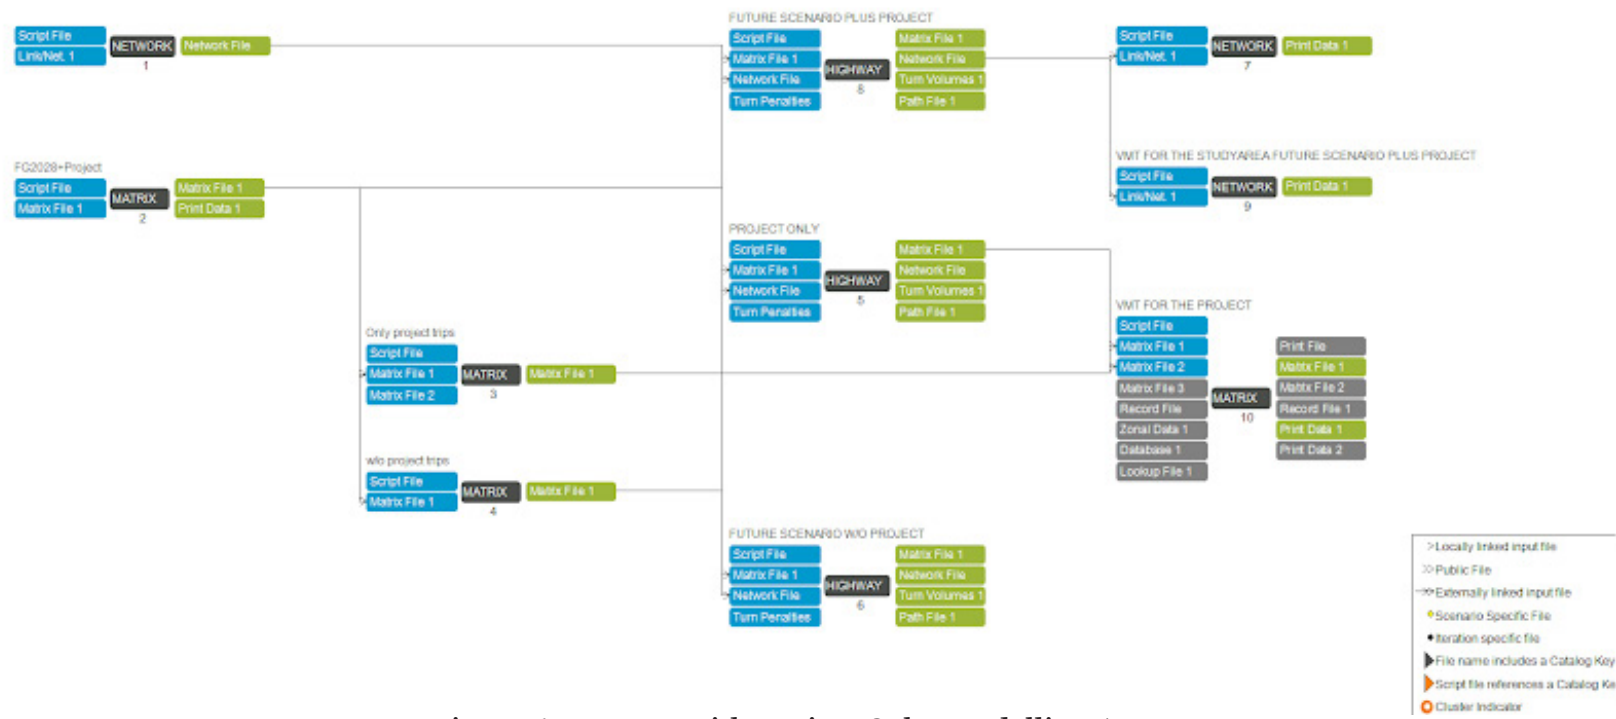 Script File
Link/Net. 1
NETWORK
1
Network File
FG2028+Project
Script File
Matrix File 1
MATRIX
2
Matrix File 1
Print Data 1
Only project trips
Script File
Matrix File 1
Matrix File 2
MATRIX
3
Matrix File 1
w/o project trips
Script File
Matrix File 1
MATRIX
4
Matrix File 1
FUTURE SCENARIO PLUS PROJECT
Script File
Matrix File 1
Network File
Turn Penalties
HIGHWAY
8
Matrix File 1
Network File
Turn Volumes 1
Path File 1
PROJECT ONLY
Script File
Matrix File 1
Network File
Turn Penalties
HIGHWAY
5
Matrix File 1
Network File
Turn Volumes 1
Path File 1
FUTURE SCENARIO W/O PROJECT
Script File
Matrix File 1
Network File
Turn Penalties
HIGHWAY
6
Matrix File 1
Network File
Turn Volumes 1
Path File 1
Script File
Link/Net. 1
NETWORK
7
Print Data 1
VMT FOR THE STUDYAREA FUTURE SCENARIO PLUS PROJECT
Script File
Link/Net. 1
NETWORK
9
Print Data 1
VMT FOR THE PROJECT
Script File
Matrix File 1
Matrix File 2
Matrix File 3
Record File
Zonal Data 1
Database 1
Lookup File 1
MATRIX
10
Print File
Matrix File 1
Matrix File 2
Record File 1
Print Data 1
Print Data 2
Locally linked input file
Public File
Externally linked input file
Scenario Specific File
Iteration specific file
File name includes a Catalog Key
Script file references a Catalog Ke
Cluster Indicator